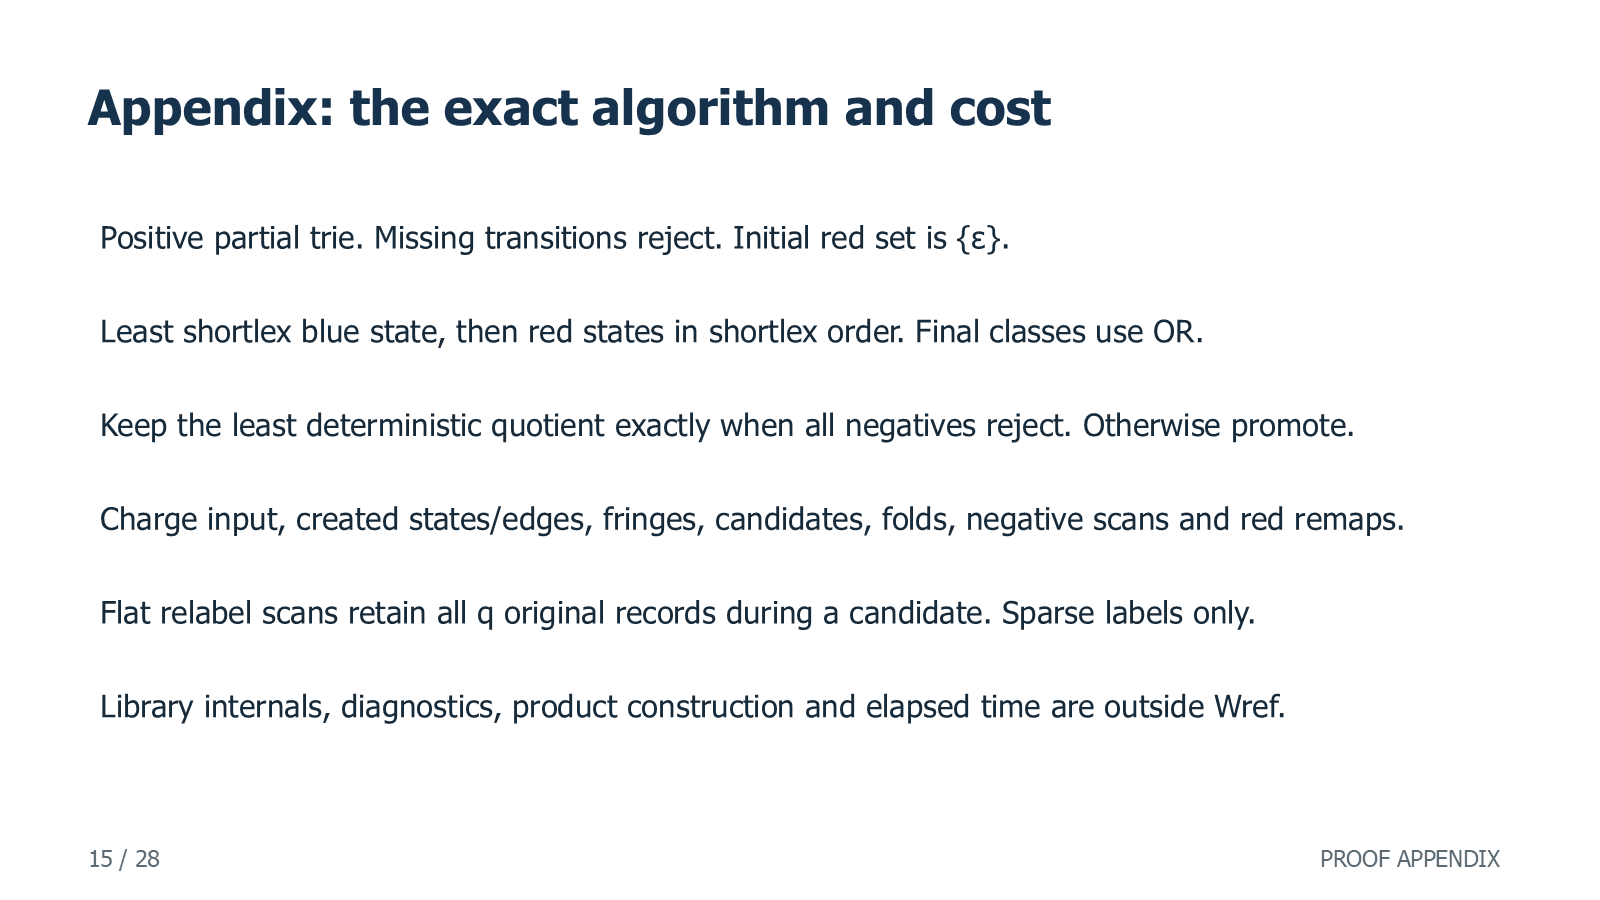 Appendix: the exact algorithm and cost
Positive partial trie. Missing transitions reject. Initial red set is {ε}.
Least shortlex blue state, then red states in shortlex order. Final classes use OR.
Keep the least deterministic quotient exactly when all negatives reject. Otherwise promote.
Charge input, created states/edges, fringes, candidates, folds, negative scans and red remaps.
Flat relabel scans retain all q original records during a candidate. Sparse labels only.
Library internals, diagnostics, product construction and elapsed time are outside Wref.
15 / 28
PROOF APPENDIX